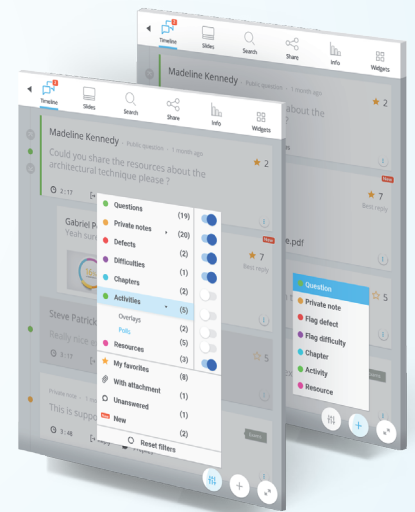 Timeline
Slides
Search
Share
Info
Widgets
Madeline Kennedy · Public question · 1 month ago
2
about the
?
New
7
Best reply
e.pdf
5
Question
Private note
Flag defect
Flag difficulty
Chapter
Activity
Resource
Timeline
Slides
Search
Share
Info
Widgets
Madeline Kennedy · Public question · 1 month ago
2
Could you share the resources about the
architectural technique please ?
2:17
Gabriel P
Yeah sure
New
7
Best reply
Steve Patrick
5
Really nice e
3:17
Private note
This is suppo
3:48
Questions (19)
Private notes (20)
Defects (2)
Difficulties (1)
Chapters (2)
Activities (5)
Overlays (2)
Polls (5)
Resources (3)
My favorites (8)
With attachment (1)
Unanswered (1)
New (2)
Reset filters